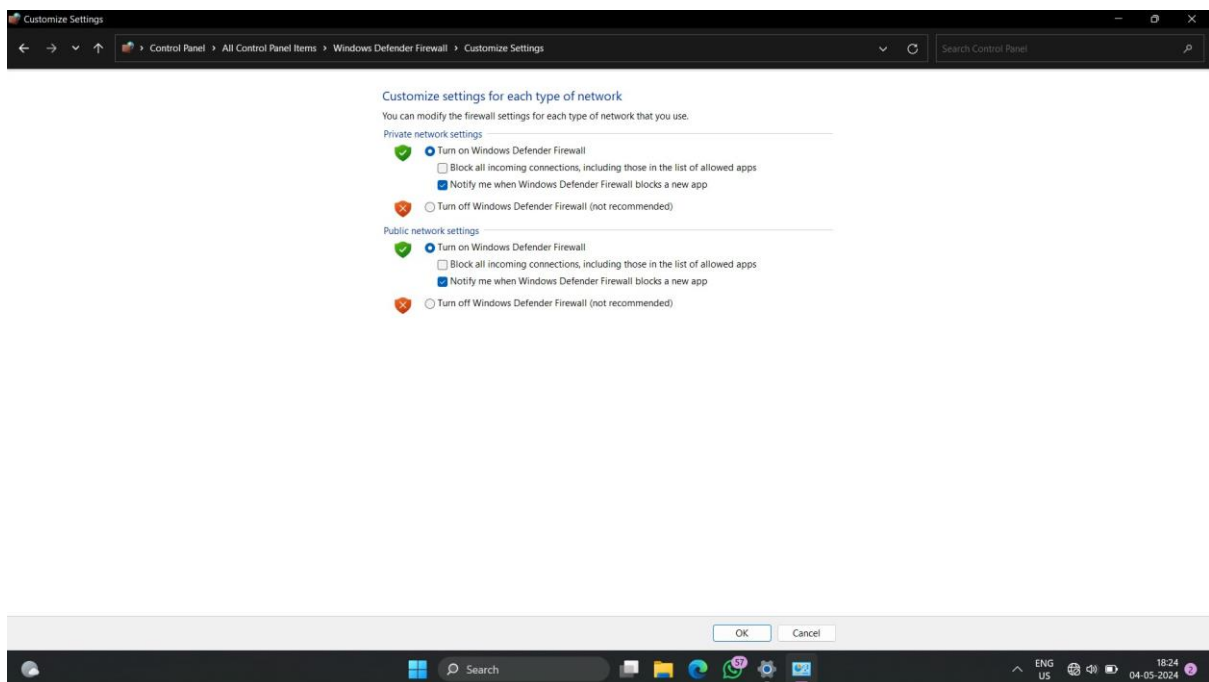 Customize Settings
Control Panel > All Control Panel Items > Windows Defender Firewall > Customize Settings
Search Control Panel
Customize settings for each type of network
You can modify the firewall settings for each type of network that you use.
Private network settings
Turn on Windows Defender Firewall
Block all incoming connections, including those in the list of allowed apps
Notify me when Windows Defender Firewall blocks a new app
Turn off Windows Defender Firewall (not recommended)
Public network settings
Turn on Windows Defender Firewall
Block all incoming connections, including those in the list of allowed apps
Notify me when Windows Defender Firewall blocks a new app
Turn off Windows Defender Firewall (not recommended)
OK Cancel
Search
57
ENG
US
18:24
04-05-2024
2